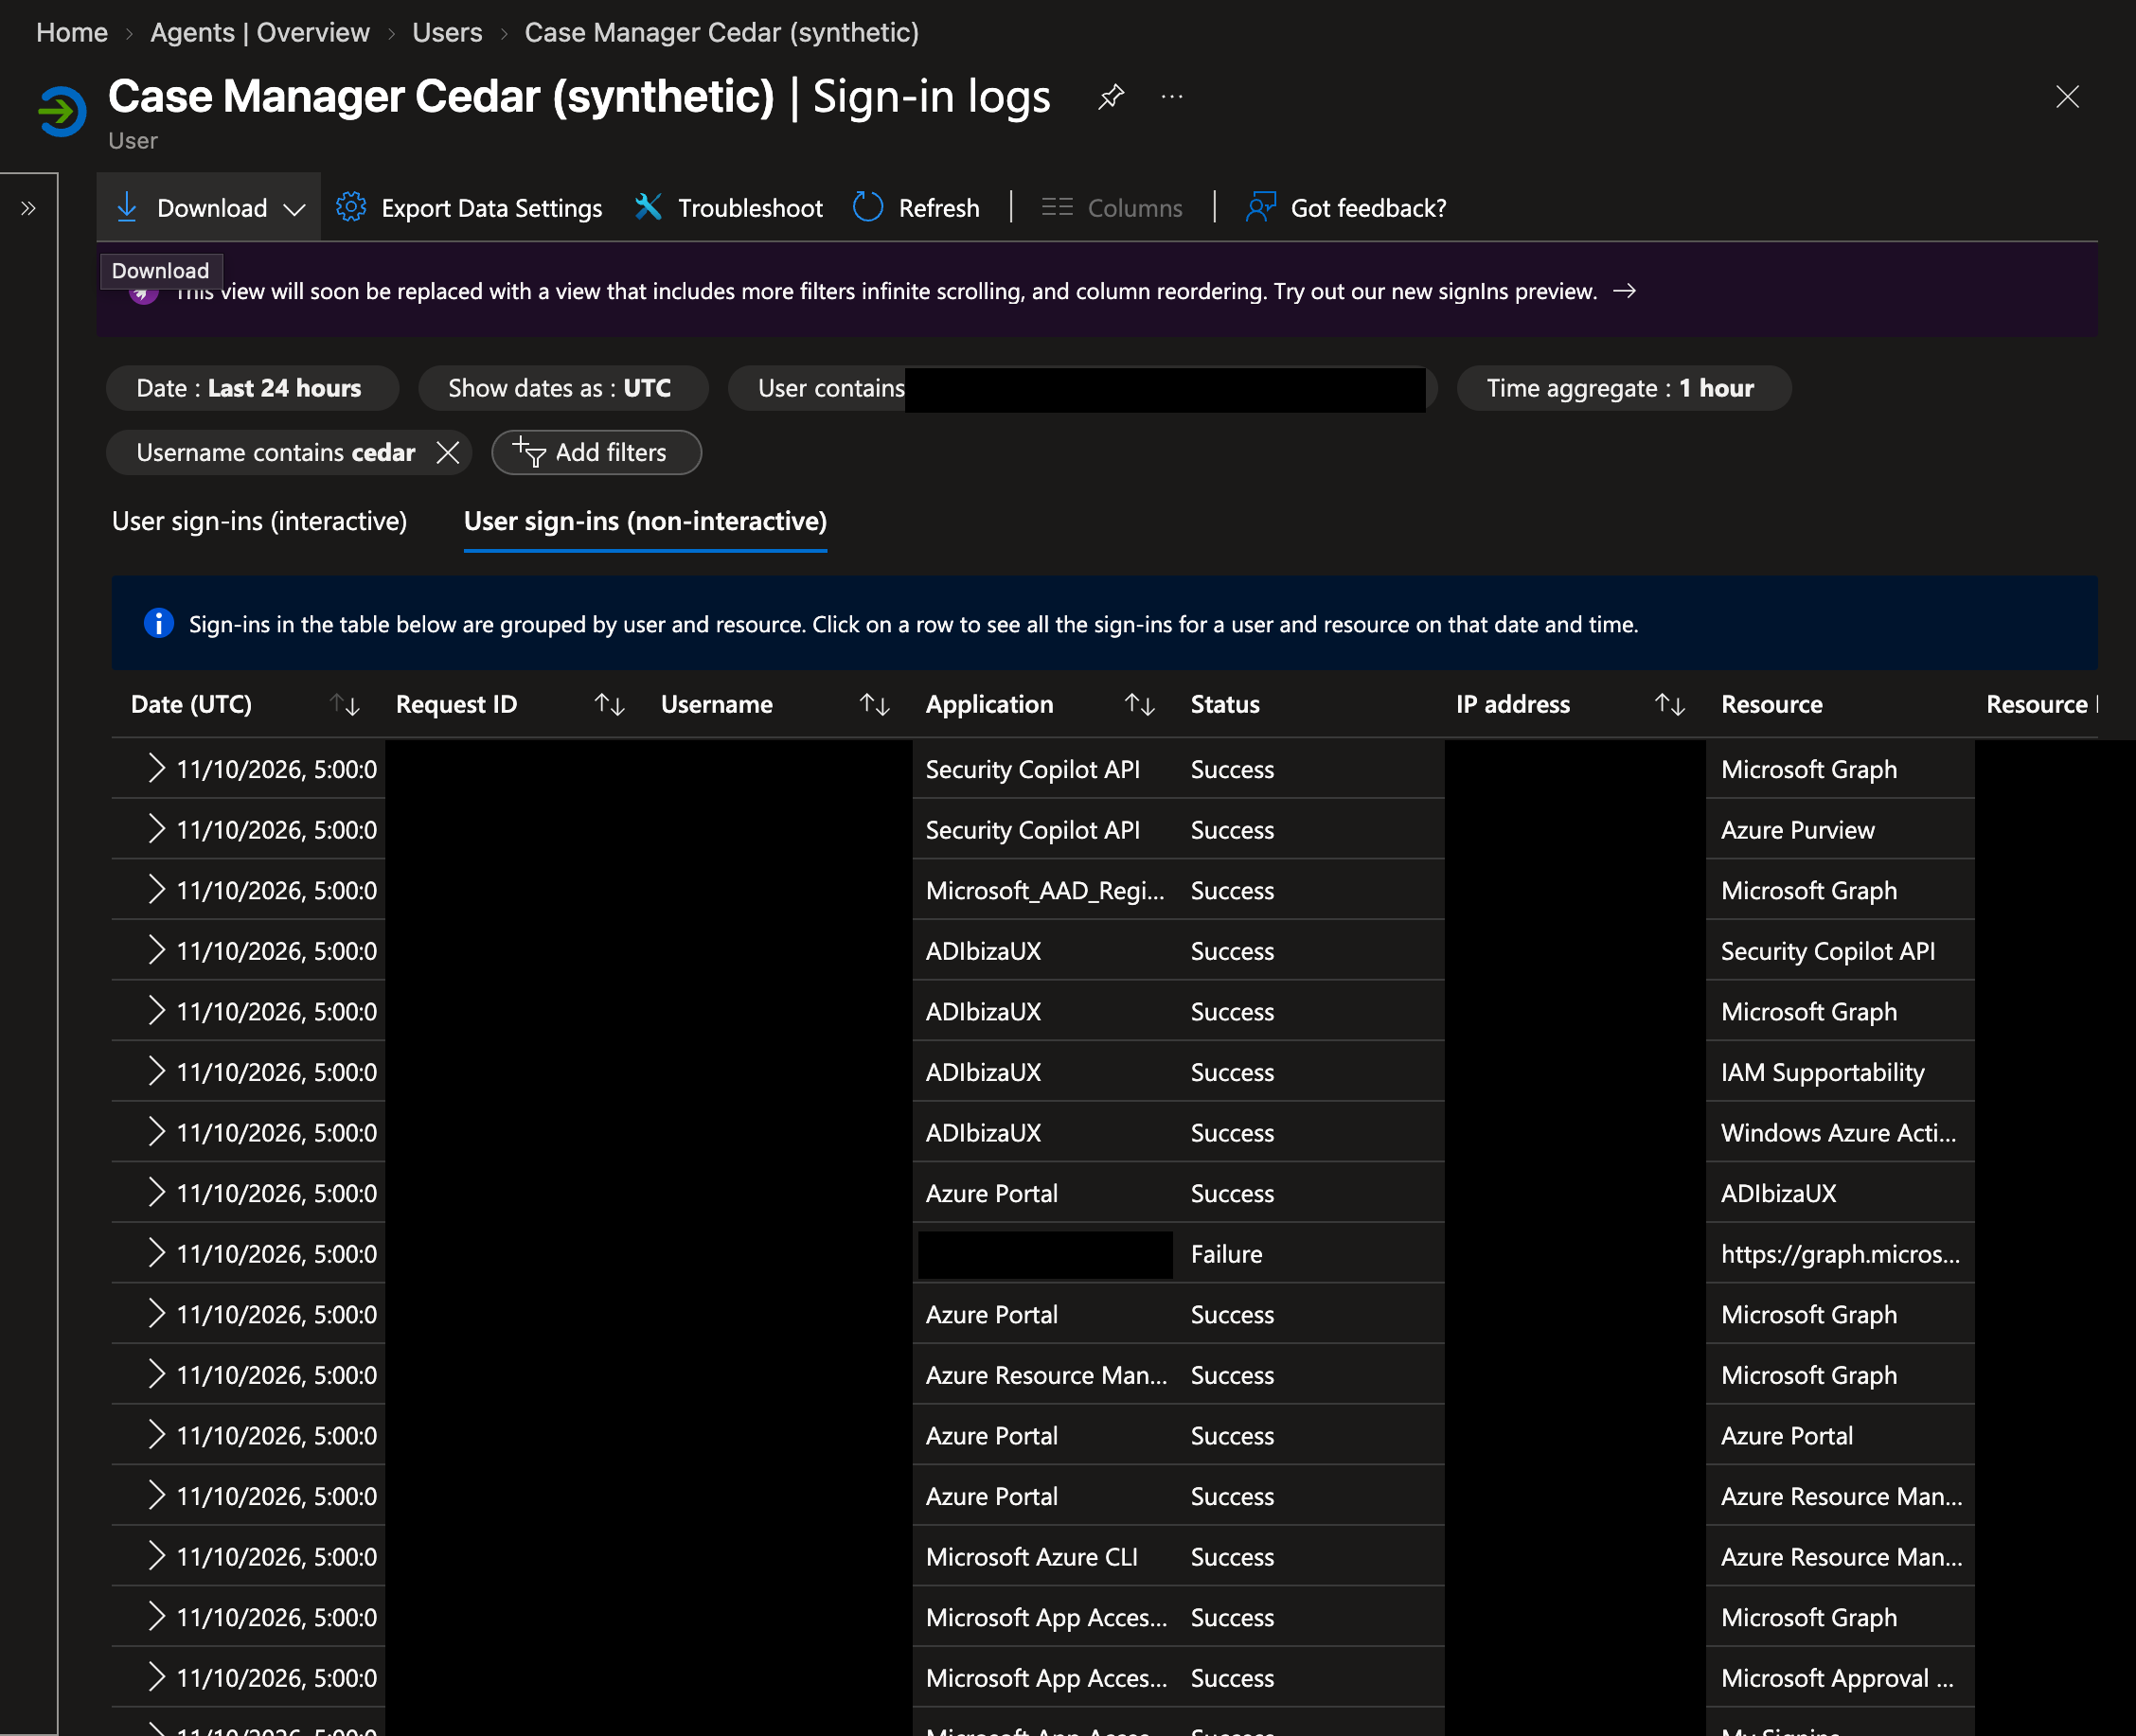 Home > Agents | Overview > Users > Case Manager Cedar (synthetic)
Case Manager Cedar (synthetic) | Sign-in logs
User
Download Export Data Settings Troubleshoot Refresh Columns Got feedback?
Download
This view will soon be replaced with a view that includes more filters infinite scrolling, and column reordering. Try out our new signIns preview.
Date : Last 24 hours Show dates as : UTC User contains Time aggregate : 1 hour
Username contains cedar Add filters
User sign-ins (interactive) User sign-ins (non-interactive)
Sign-ins in the table below are grouped by user and resource. Click on a row to see all the sign-ins for a user and resource on that date and time.
Date (UTC) Request ID Username Application Status IP address Resource Resource
11/10/2026, 5:00:0 Security Copilot API Success Microsoft Graph
11/10/2026, 5:00:0 Security Copilot API Success Azure Purview
11/10/2026, 5:00:0 Microsoft_AAD_Regi... Success Microsoft Graph
11/10/2026, 5:00:0 ADIbizaUX Success Security Copilot API
11/10/2026, 5:00:0 ADIbizaUX Success Microsoft Graph
11/10/2026, 5:00:0 ADIbizaUX Success IAM Supportability
11/10/2026, 5:00:0 ADIbizaUX Success Windows Azure Acti...
11/10/2026, 5:00:0 Azure Portal Success ADIbizaUX
11/10/2026, 5:00:0 Failure https://graph.micros...
11/10/2026, 5:00:0 Azure Portal Success Microsoft Graph
11/10/2026, 5:00:0 Azure Resource Man... Success Microsoft Graph
11/10/2026, 5:00:0 Azure Portal Success Azure Portal
11/10/2026, 5:00:0 Azure Portal Success Azure Resource Man...
11/10/2026, 5:00:0 Microsoft Azure CLI Success Azure Resource Man...
11/10/2026, 5:00:0 Microsoft App Acces... Success Microsoft Graph
11/10/2026, 5:00:0 Microsoft App Acces... Success Microsoft Approval ...